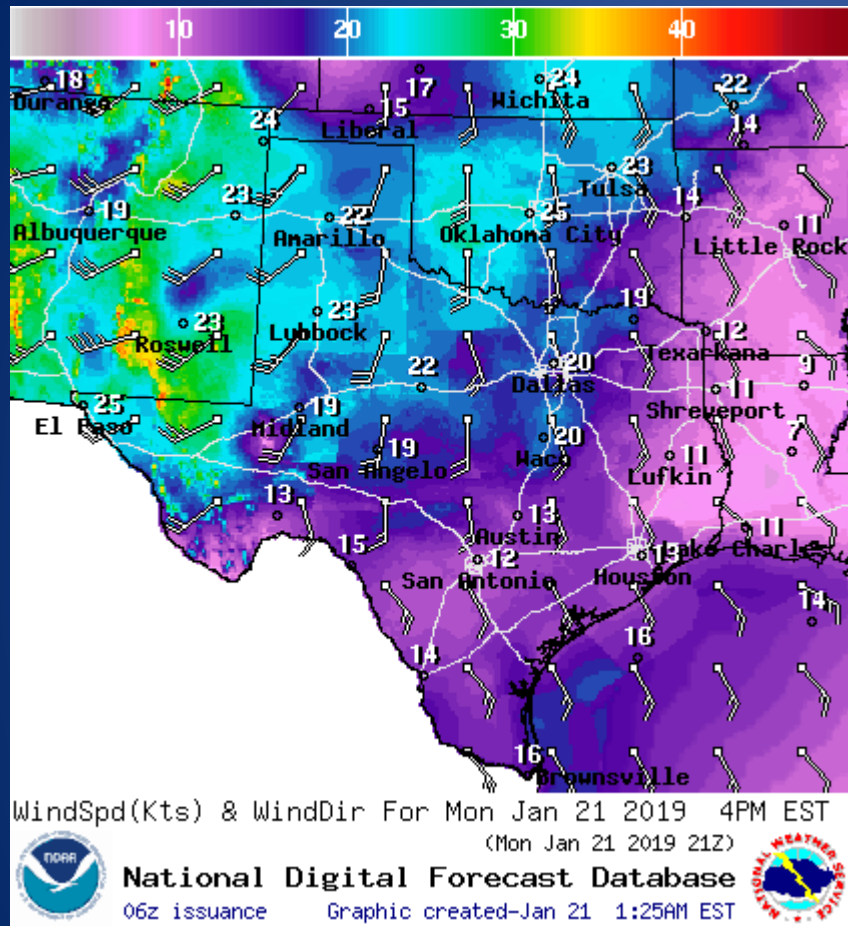 10 20 30 40
18 17 24 22
Durango Wichita
15
Liberal
24 14
23
Tulsa
19 23 22 25 14 11
Albuquerque Amarillo Oklahoma City Little Rock
23 23 19
Roswell Lubbock Texarkana 12
22 20 9
Dallas 11
25 19 Shreveport
El Paso Midland
19 20 11 7
San Angelo Waco Lufkin
13 13 11
Austin Lake Charles
15 12 13
San Antonio Houston
14
16
14
16
Brownsville
WindSpd(Kts) & WindDir For Mon Jan 21 2019 4PM EST
(Mon Jan 21 2019 21Z)
NOAA
National Digital Forecast Database
NATIONAL WEATHER SERVICE
06z issuance Graphic created-Jan 21 1:25AM EST